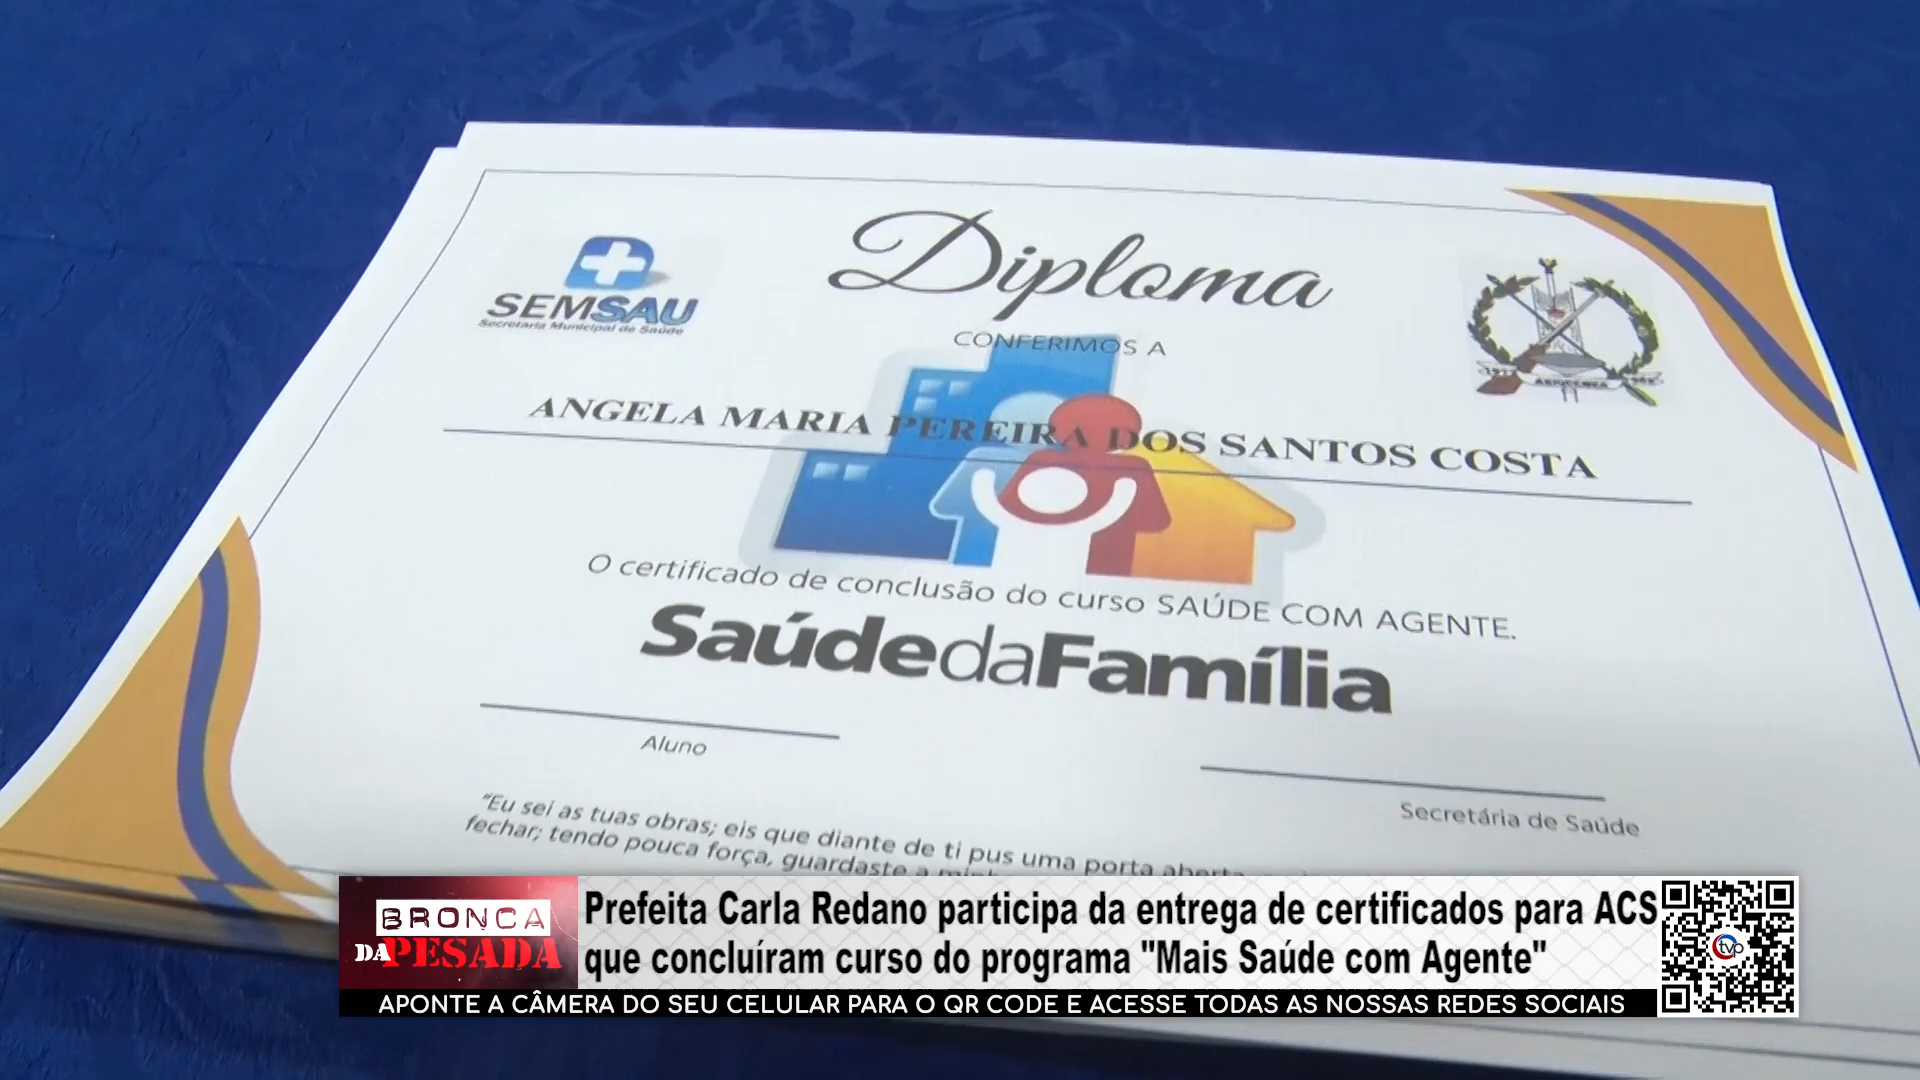 Diploma
SEMSAU
Secretaria Municipal de Saúde
CONFERIMOS A
ARIQUEMES
ANGELA MARIA PEREIRA DOS SANTOS COSTA
O certificado de conclusão do curso SAÚDE COM AGENTE.
SaúdedaFamília
Aluno
Secretária de Saúde
"Eu sei as tuas obras; eis que diante de ti pus uma porta aberta
fechar; tendo pouca força, guardaste a
BRONCA
DA PESADA
Prefeita Carla Redano participa da entrega de certificados para ACS
que concluíram curso do programa "Mais Saúde com Agente"
tvp
APONTE A CÂMERA DO SEU CELULAR PARA O QR CODE E ACESSE TODAS AS NOSSAS REDES SOCIAIS